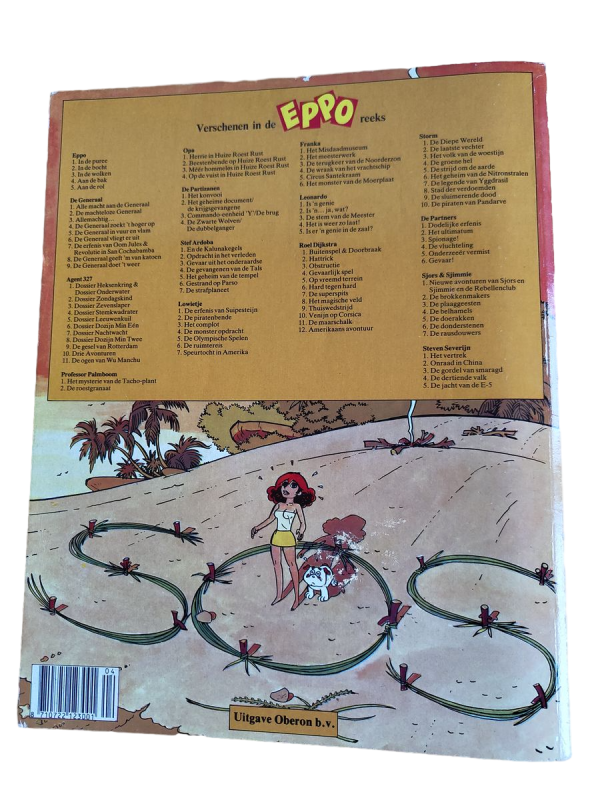 Verschenen in de EPPO reeks
Eppo
1. In de puree
2. In de bocht
3. In de wolken
4. Aan de bak
5. Aan de rol
De Generaal
1. Alle macht aan de Generaal
2. De machteloze Generaal
3. Allemachtig...
4. De Generaal zoekt 't hoger op
5. De Generaal in vuur en vlam
6. De Generaal vliegt er uit
7. De erfenis van Oom Jules &
Revolutie in San Cochabamba
8. De Generaal geeft 'm van katoen
9. De Generaal doet 't weer
Agent 327
1. Dossier Heksenkring &
Dossier Onderwater
2. Dossier Zondagskind
3. Dossier Zevenslaper
4. Dossier Stemkwadrater
5. Dossier Leeuwenkuil
6. Dossier Dozijn Min Eén
7. Dossier Nachtwacht
8. Dossier Dozijn Min Twee
9. De gesel van Rotterdam
10. Drie Avonturen
11. De ogen van Wu Manchu
Professor Palmboom
1. Het mysterie van de Tacho-plant
2. De roestgranaat
Opa
1. Herrie in Huize Roest Rust
2. Beestenbende op Huize Roest Rust
3. Méér hommeles in Huize Roest Rust
4. Op de vuist in Huize Roest Rust
De Partisanen
1. Het konvooi
2. Het geheime document/
de krijgsgevangene
3. Commando-eenheid 'Y'/De brug
4. De Zwarte Wolven/
De dubbelganger
Stef Ardoba
1. En de Kalunakegels
2. Opdracht in het verleden
3. Gevaar uit het onderaardse
4. De gevangenen van de Tals
5. Het geheim van de tempel
6. Gestrand op Parso
7. De strafplaneet
Lowietje
1. De erfenis van Suspesteijn
2. De piratenbende
3. Het complot
4. De monster opdracht
5. De Olympische Spelen
6. De ruimteren
7. Speurtocht in Amerika
Franka
1. Het Misdaadmuseum
2. Het meesterwerk
3. De terugkeer van de Noorderzon
4. De wraak van het vrachtschip
5. Circus Santekraam
6. Het monster van de Moerplaat
Leonardo
1. Is 'n genie
2. Is 'n... ja, wat?
3. De stem van de Meester
4. Het is weer zo laat!
5. Is er 'n genie in de zaal?
Roel Dijkstra
1. Buitenspel & Doorbraak
2. Hattrick
3. Obstructie
4. Gevaarlijk spel
5. Op vreemd terrein
6. Hard tegen hard
7. De superspits
8. Het magische veld
9. Thuiswedstrijd
10. Venijn op Corsica
11. De maarschalk
12. Amerikaans avontuur
Storm
1. De Diepe Wereld
2. De laatste vechter
3. Het volk van de woestijn
4. De groene hel
5. De strijd om de aarde
6. Het geheim van de Nitronstralen
7. De legende van Yggdrasil
8. Stad der verdoemden
9. De sluimerende dood
10. De piraten van Pandarve
De Partners
1. Dodelijke erfenis
2. Het ultimatum
3. Spionage!
4. De vluchteling
5. Onderzeeër vermist
6. Gevaar!
Sjors & Sjimmie
1. Nieuwe avonturen van Sjors en
Sjimmie en de Rebellenclub
2. De brokkenmakers
3. De plaaggeesten
4. De belhamels
5. De doerakken
6. De donderstenen
7. De rausdouwers
Steven Severijn
1. Het vertrek
2. Onraad in China
3. De gordel van smaragd
4. De dertiende valk
5. De jacht van de E-5
SOS
04
8 710722 123001
Uitgave Oberon b.v.